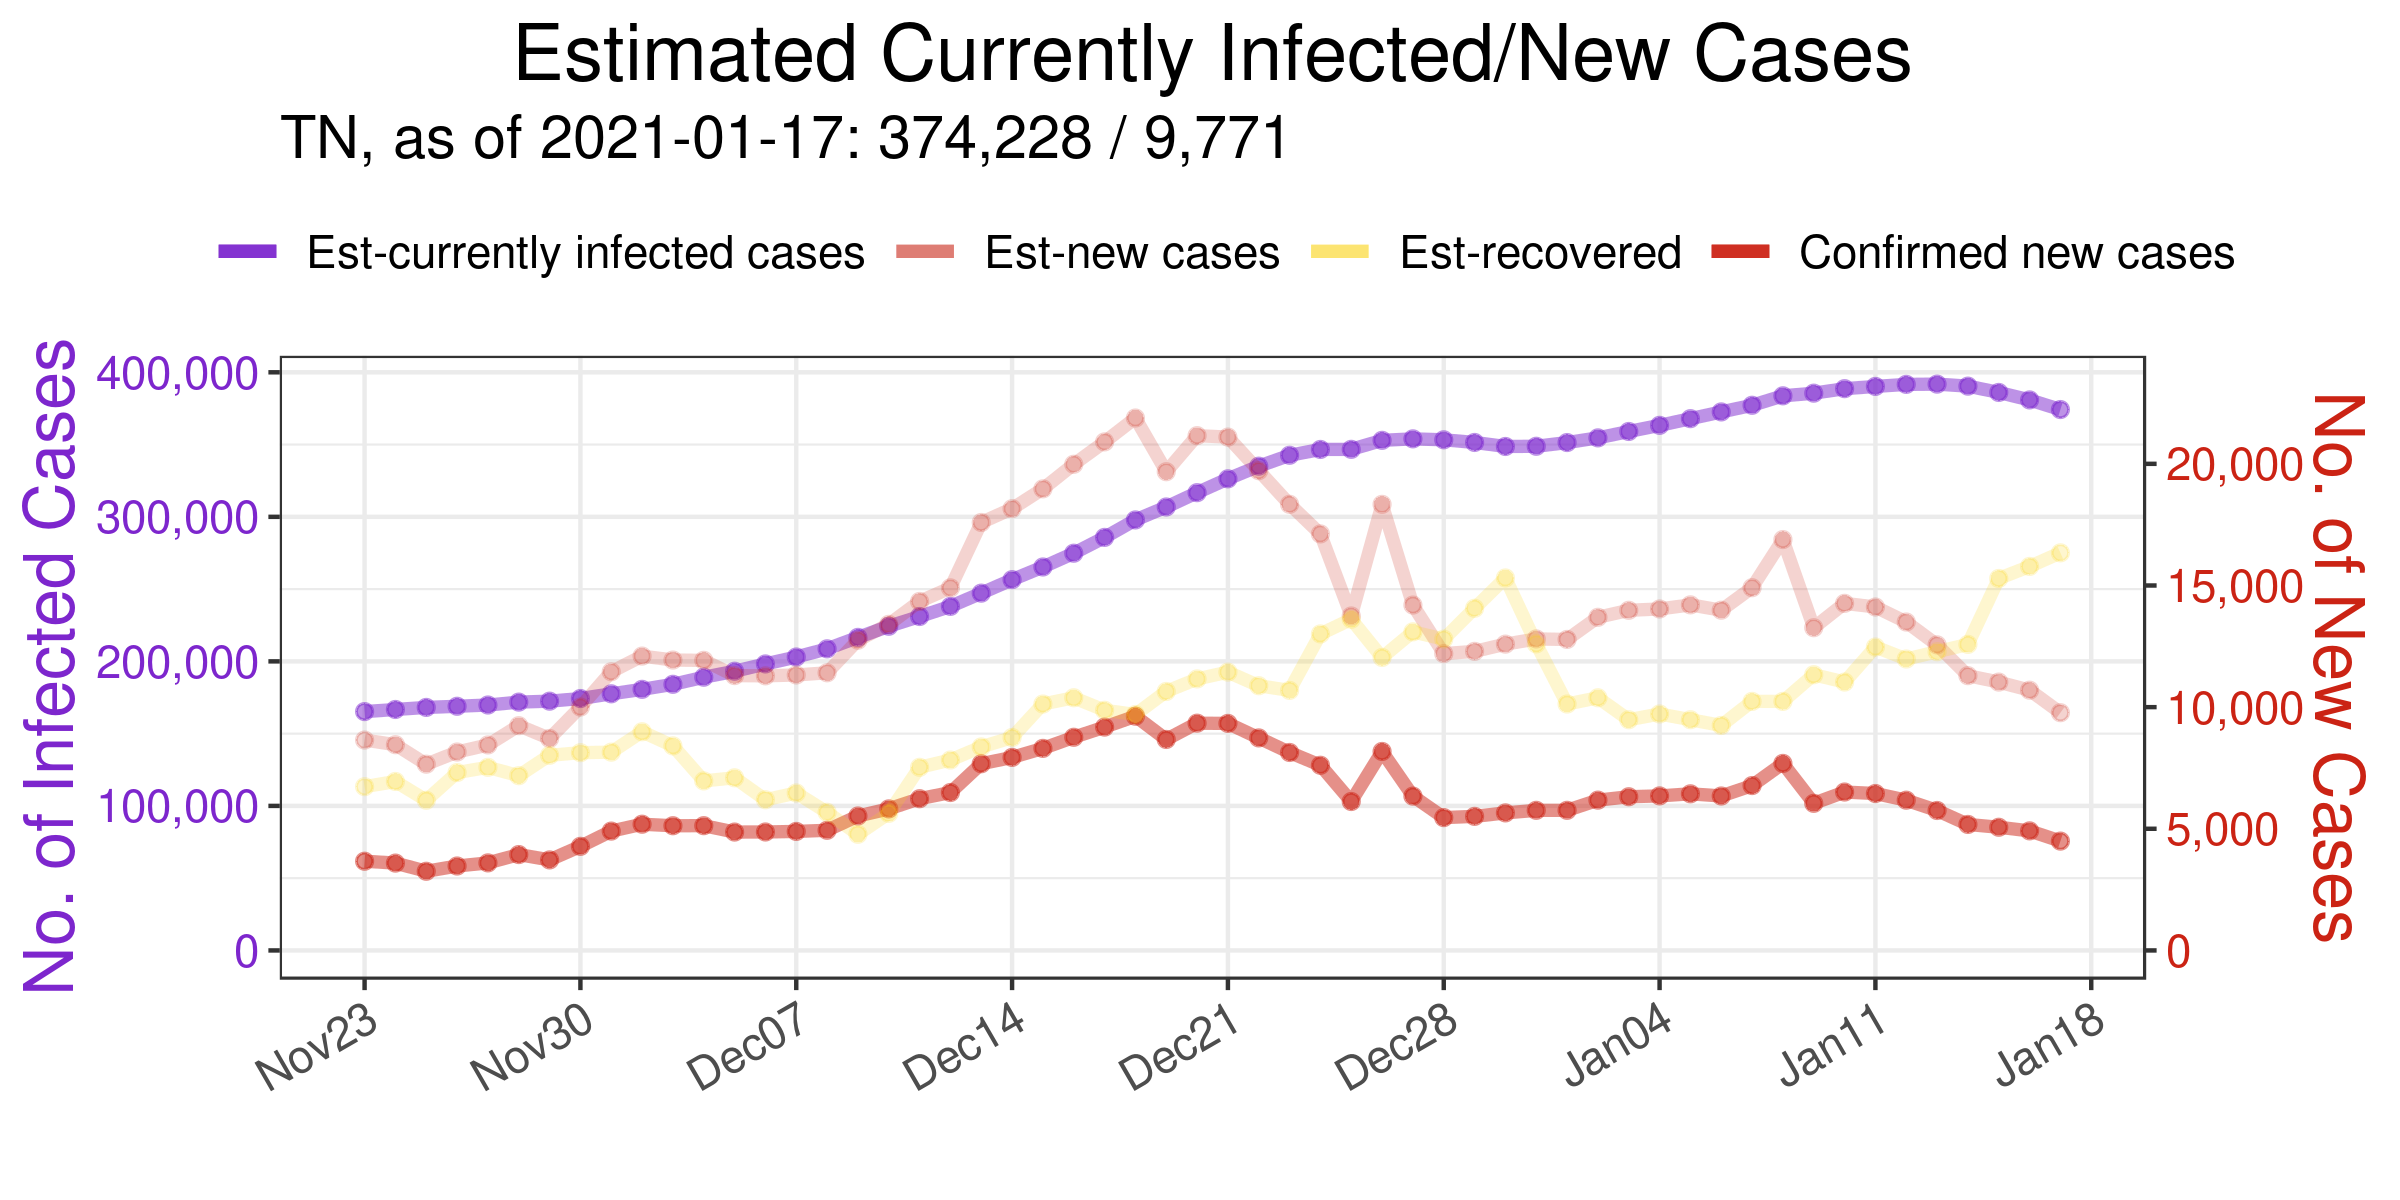 Estimated Currently Infected/New Cases
TN, as of 2021-01-17: 374,228 / 9,771
Est-currently infected cases Est-new cases Est-recovered Confirmed new cases
No. of Infected Cases
400,000
300,000
200,000
100,000
0
20,000
15,000
10,000
5,000
0
No. of New Cases
Nov23 Nov30 Dec07 Dec14 Dec21 Dec28 Jan04 Jan11 Jan18